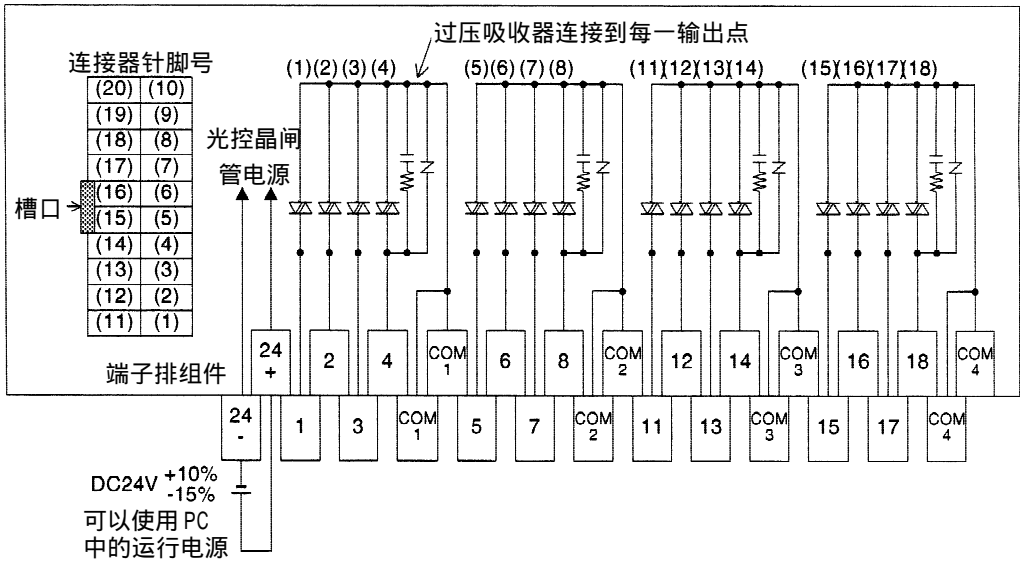 过压吸收器连接到每一输出点
连接器针脚号
(20) (10)
(19) (9)
(18) (8)
(17) (7)
(16) (6)
(15) (5)
(14) (4)
(13) (3)
(12) (2)
(11) (1)
槽口
光控晶闸
管电源
(1)(2)(3)(4)
(5)(6)(7)(8)
(11)(12)(13)(14)
(15)(16)(17)(18)
端子排组件
24 + 2 4 COM 1 6 8 COM 2 12 14 COM 3 16 18 COM 4
24 - 1 3 COM 1 5 7 COM 2 11 13 COM 3 15 17 COM 4
DC24V +10% -15%
可以使用 PC
中的运行电源